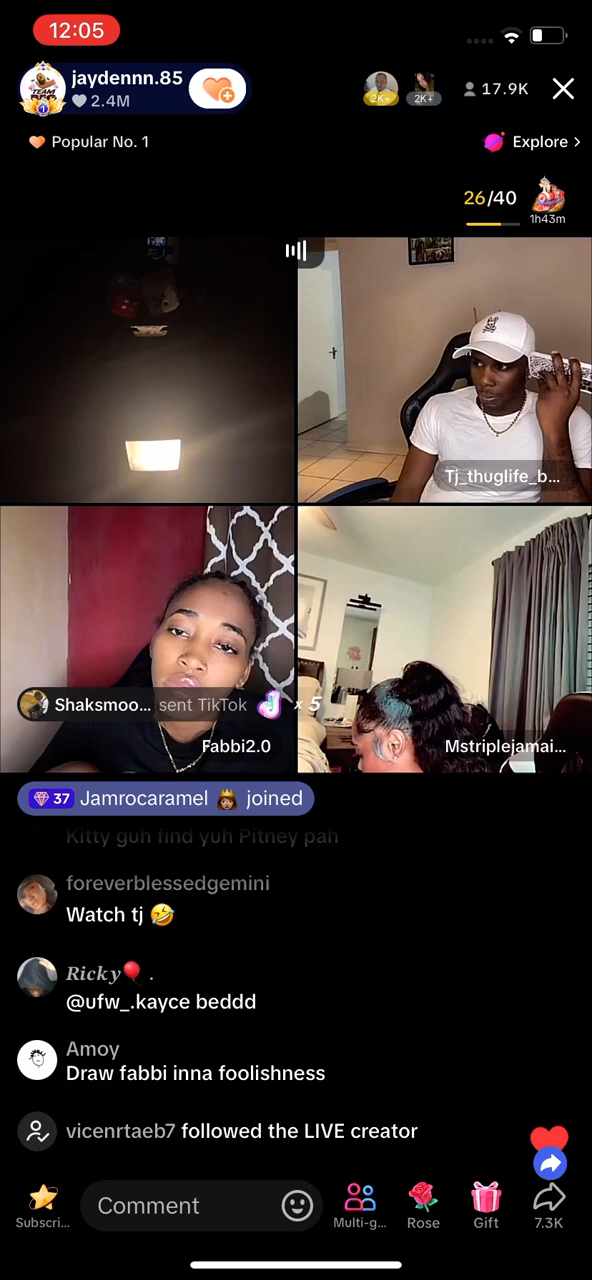 12:05
jaydennn.85
2.4M
2K+
2K+
17.9K
Popular No. 1
Explore >
26/40
1h43m
Tj_thuglife_b...
Shaksmoo... sent TikTok x 5
Fabbi2.0
Mstriplejamai...
37 Jamrocaramel joined
Kitty guh find yuh Pitney pah
foreverblessedgemini
Watch tj 🤣
Ricky🎈 .
@ufw_.kayce beddd
Amoy
Draw fabbi inna foolishness
vicenrtaeb7 followed the LIVE creator
Comment
Subscri...
Multi-g...
Rose
Gift
7.3K